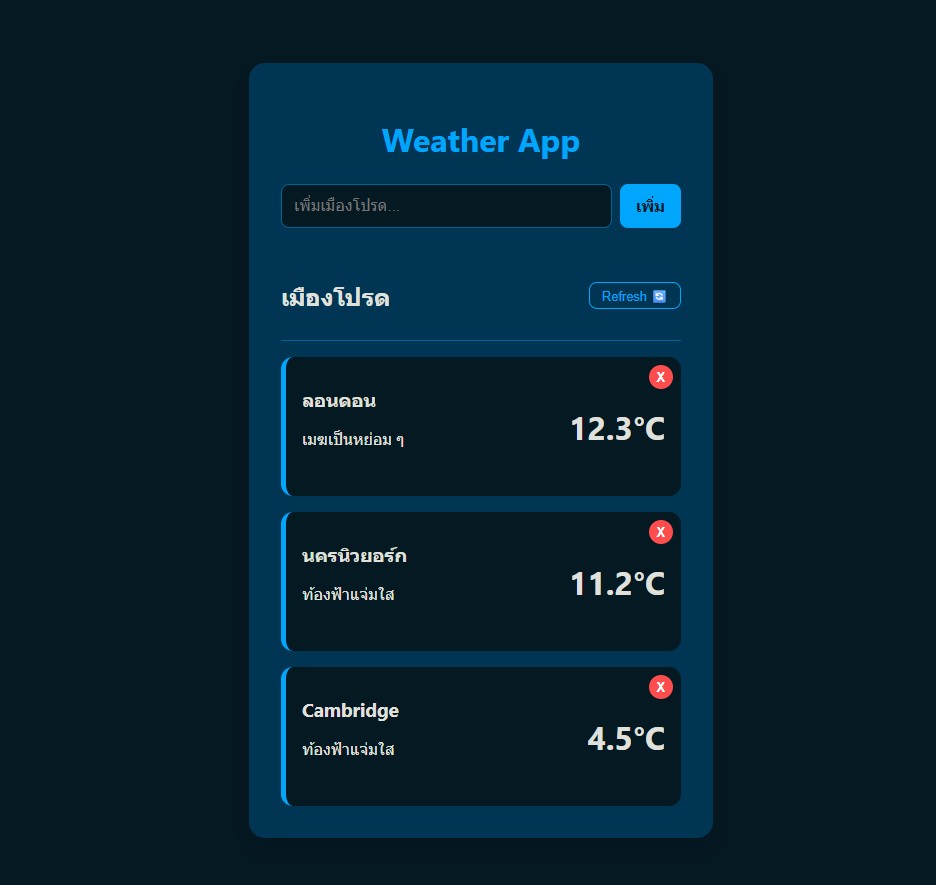 Weather App
เพิ่มเมืองโปรด...
เพิ่ม
เมืองโปรด
Refresh 🔄
X
ลอนดอน
12.3°C
เมฆเป็นหย่อม ๆ
X
นครนิวยอร์ก
11.2°C
ท้องฟ้าแจ่มใส
X
Cambridge
4.5°C
ท้องฟ้าแจ่มใส